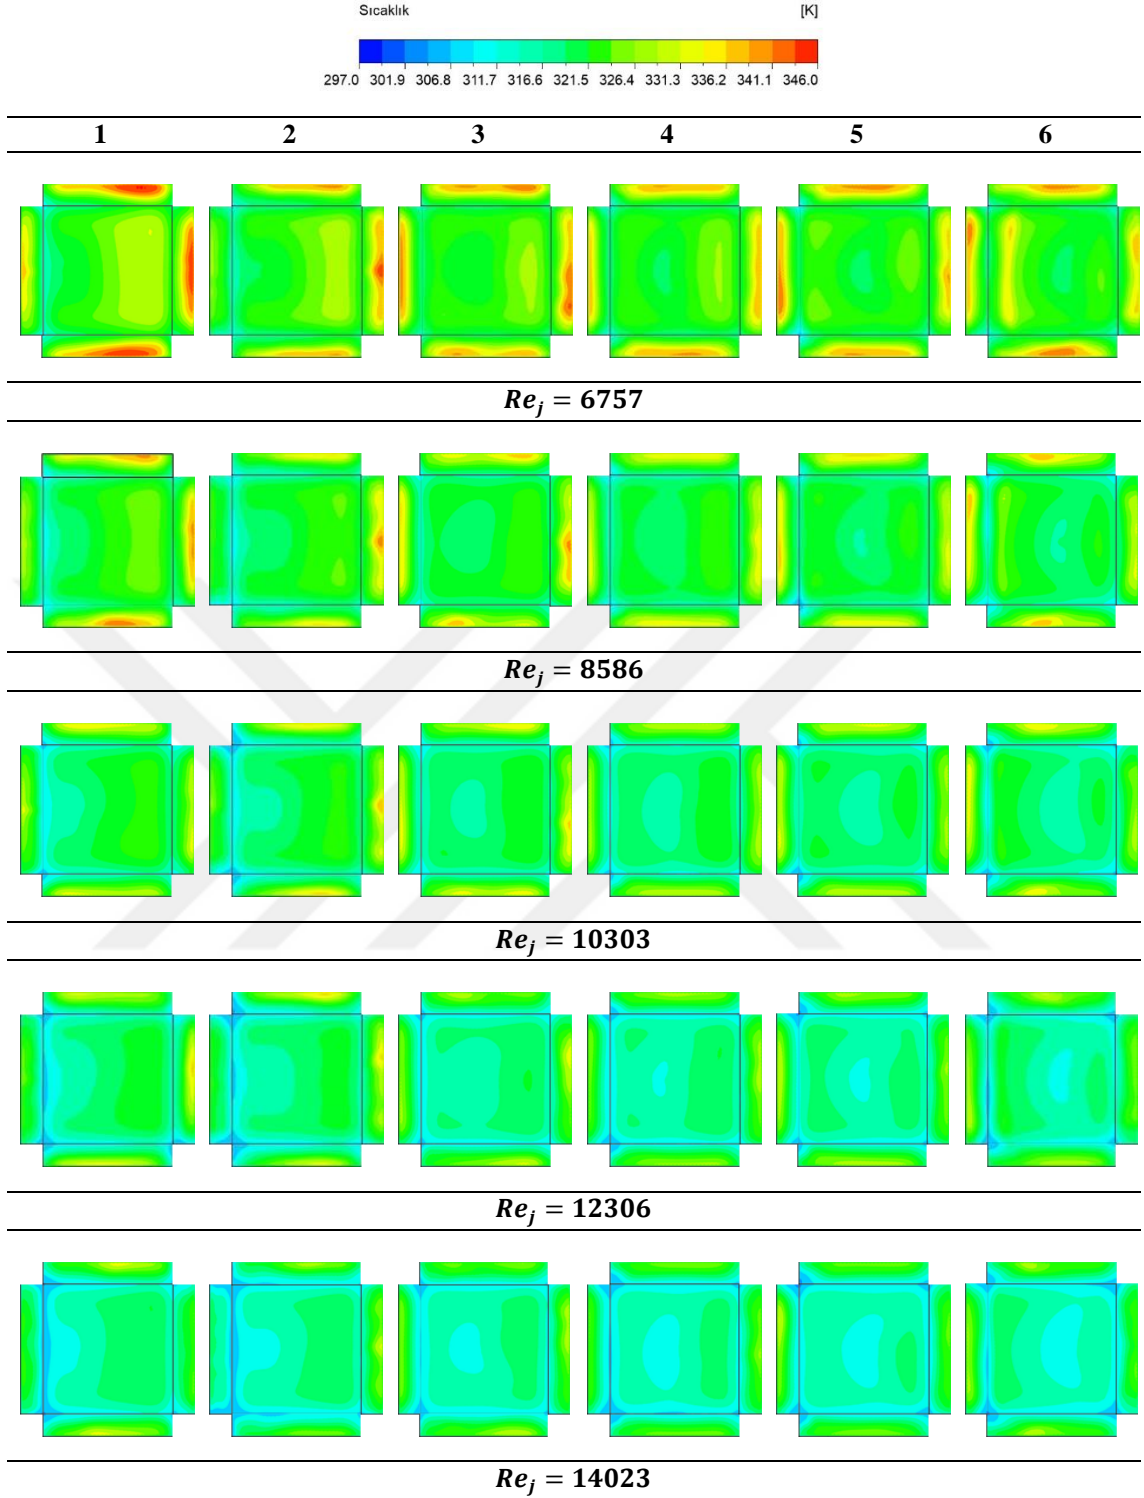 Sıcaklık [K]
297.0 301.9 306.8 311.7 316.6 321.5 326.4 331.3 336.2 341.1 346.0
1 2 3 4 5 6
Re_j = 6757
Re_j = 8586
Re_j = 10303
Re_j = 12306
Re_j = 14023